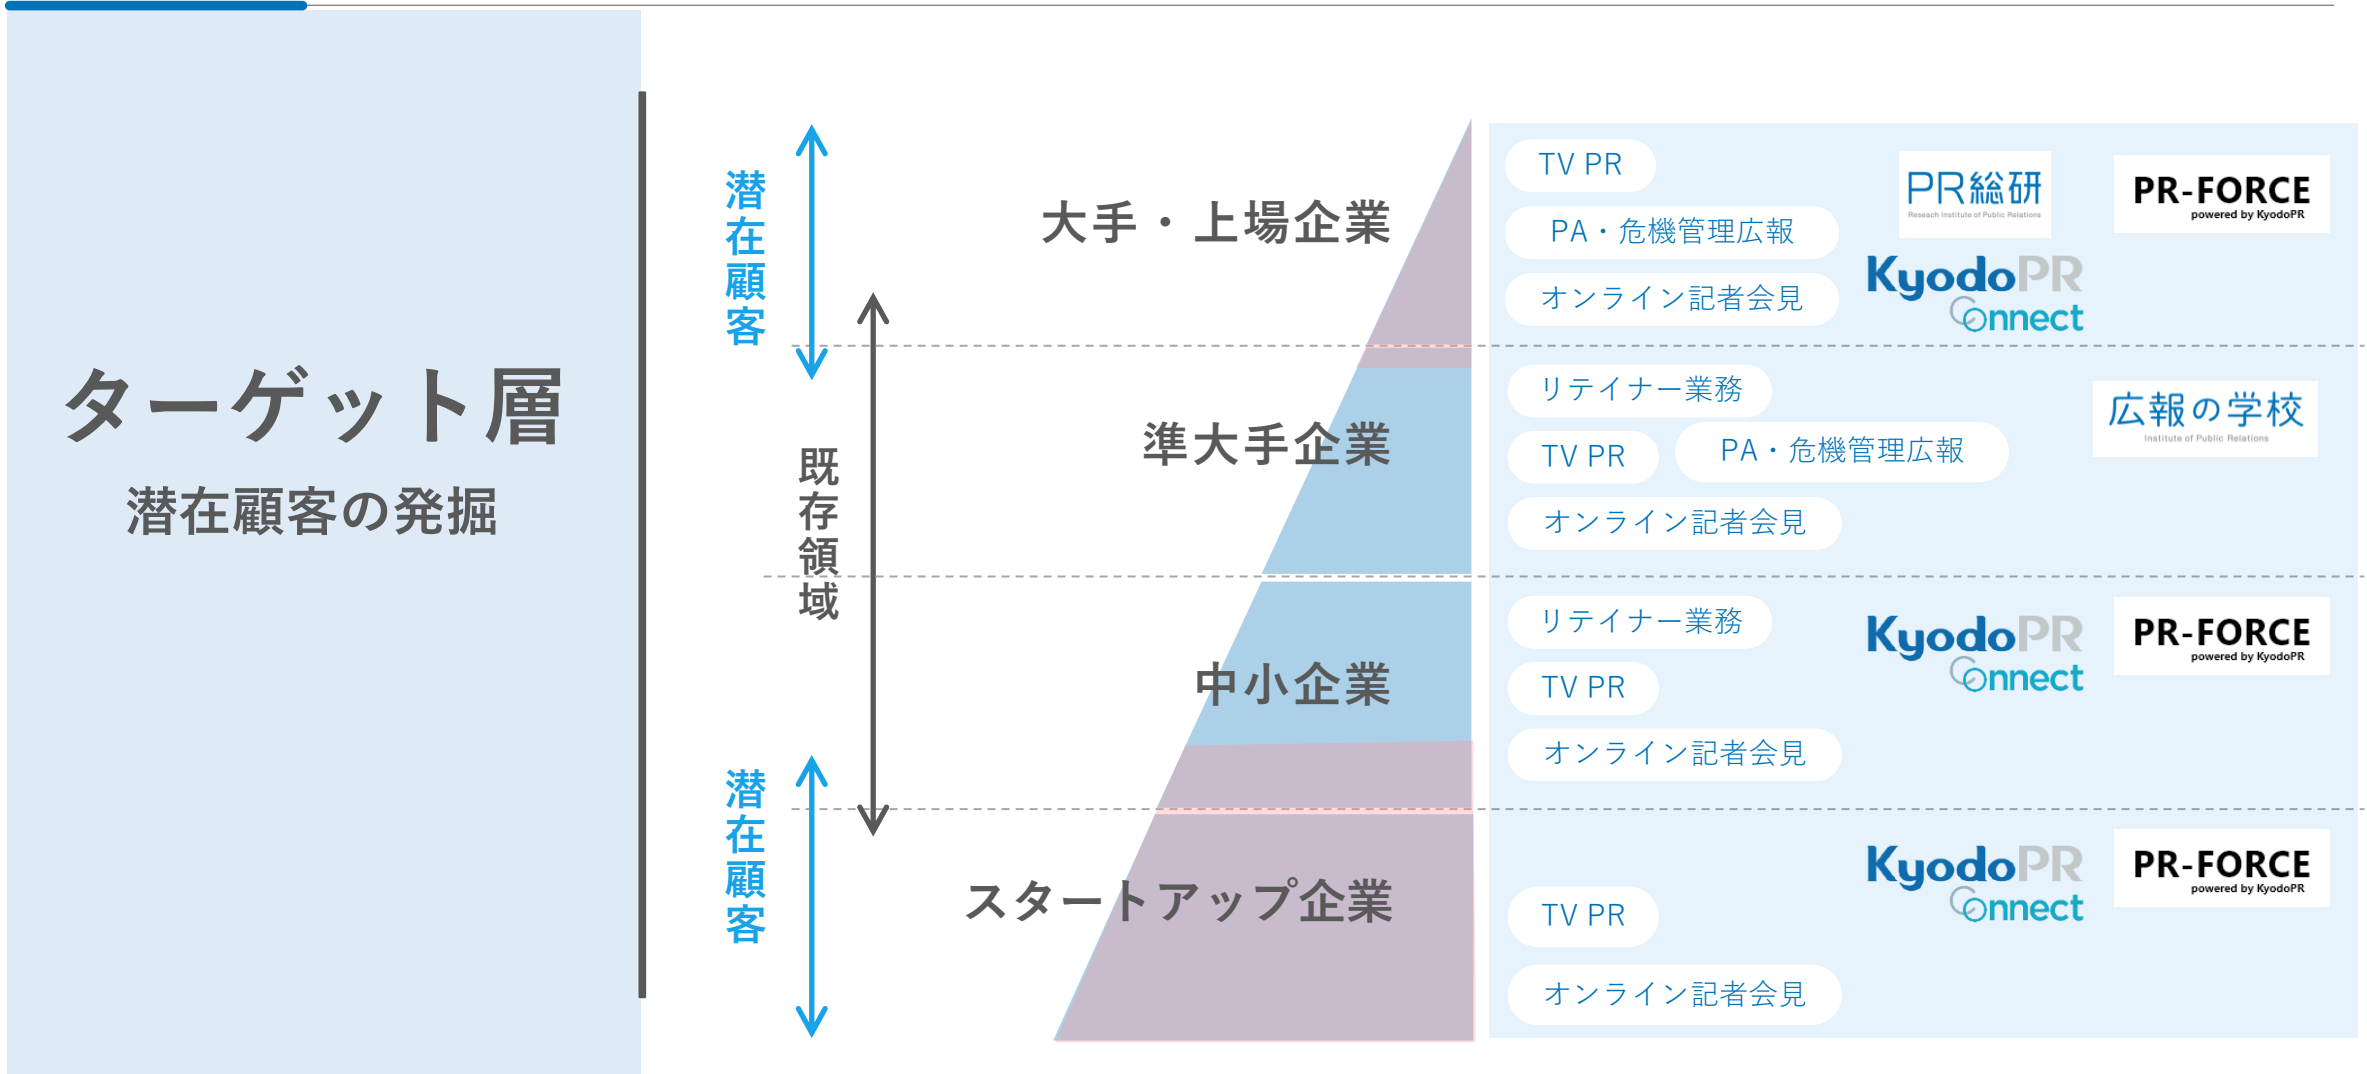 ターゲット層
潜在顧客の発掘
潜在顧客
既存領域
潜在顧客
大手・上場企業
TV PR
PA・危機管理広報
オンライン記者会見
PR総研
Reseach Institute of Public Relations
PR-FORCE
powered by KyodoPR
KyodoPR
Connect
準大手企業
リテイナー業務
TV PR
PA・危機管理広報
オンライン記者会見
広報の学校
Institute of Public Relations
中小企業
リテイナー業務
TV PR
オンライン記者会見
KyodoPR
Connect
PR-FORCE
powered by KyodoPR
スタートアップ企業
TV PR
オンライン記者会見
KyodoPR
Connect
PR-FORCE
powered by KyodoPR